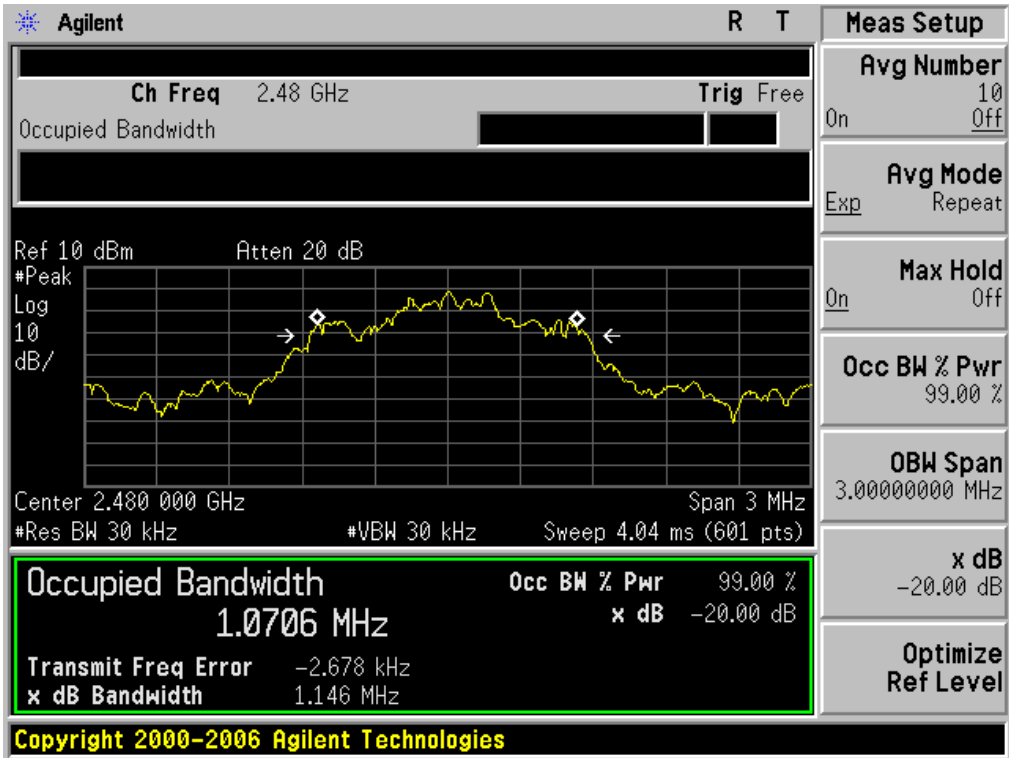 Agilent R T
Ch Freq 2.48 GHz Trig Free
Occupied Bandwidth
Ref 10 dBm Atten 20 dB
#Peak
Log
10
dB/
Center 2.480 000 GHz Span 3 MHz
#Res BW 30 kHz #VBW 30 kHz Sweep 4.04 ms (601 pts)
Occupied Bandwidth
1.0706 MHz
Occ BW % Pwr 99.00 %
x dB -20.00 dB
Transmit Freq Error -2.678 kHz
x dB Bandwidth 1.146 MHz
Copyright 2000-2006 Agilent Technologies
Meas Setup
Avg Number
10
On Off
Avg Mode
Exp Repeat
Max Hold
On Off
Occ BW % Pwr
99.00 %
OBW Span
3.00000000 MHz
x dB
-20.00 dB
Optimize
Ref Level